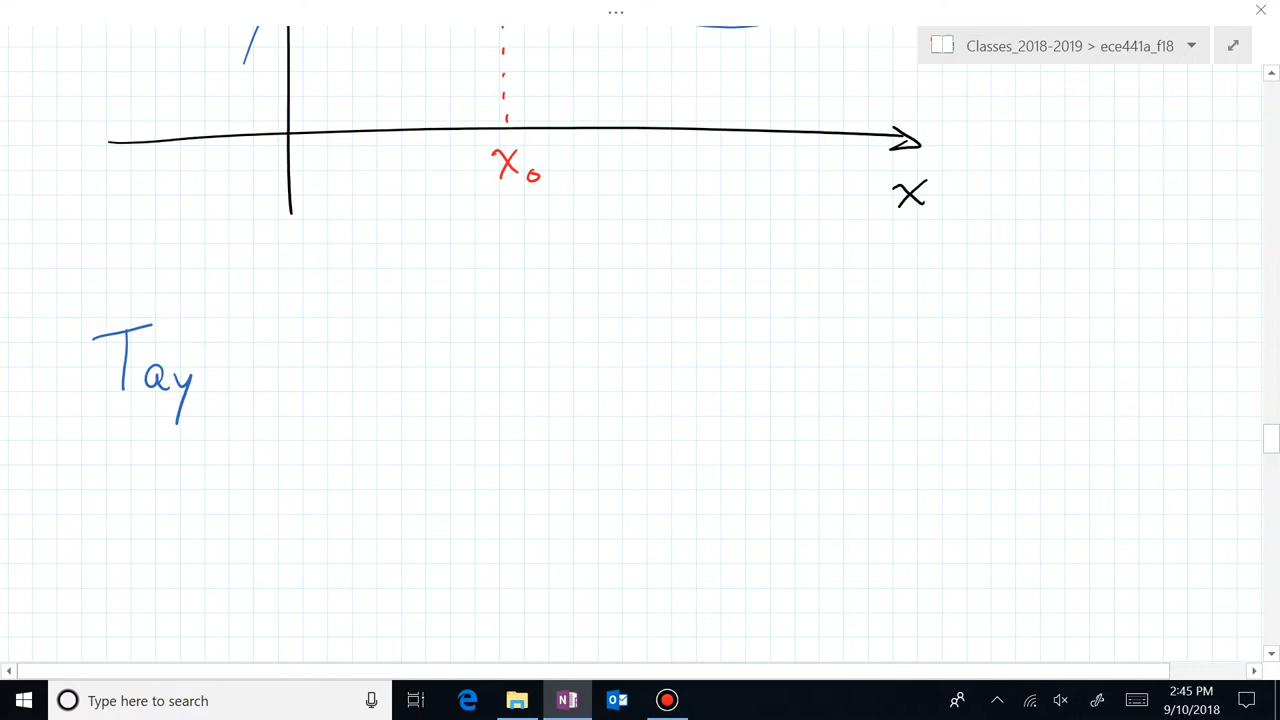 Classes_2018-2019 > ece441a_f18
x₀
x
Tay
Type here to search
2:45 PM
9/10/2018